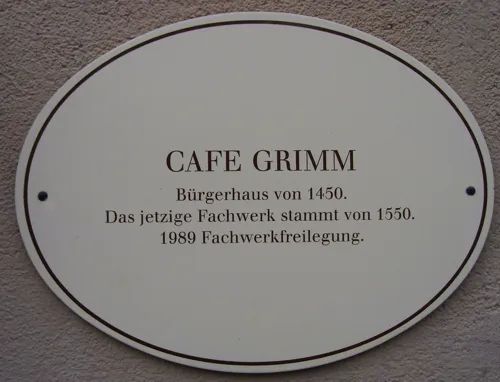 CAFE GRIMM
Bürgerhaus von 1450.
Das jetzige Fachwerk stammt von 1550.
1989 Fachwerkfreilegung.